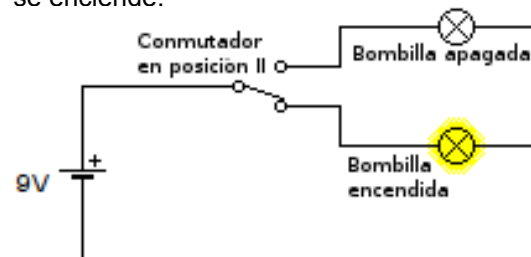 se enciende.
Conmutador
en posición II
Bombilla apagada
Bombilla
encendida
+
9V